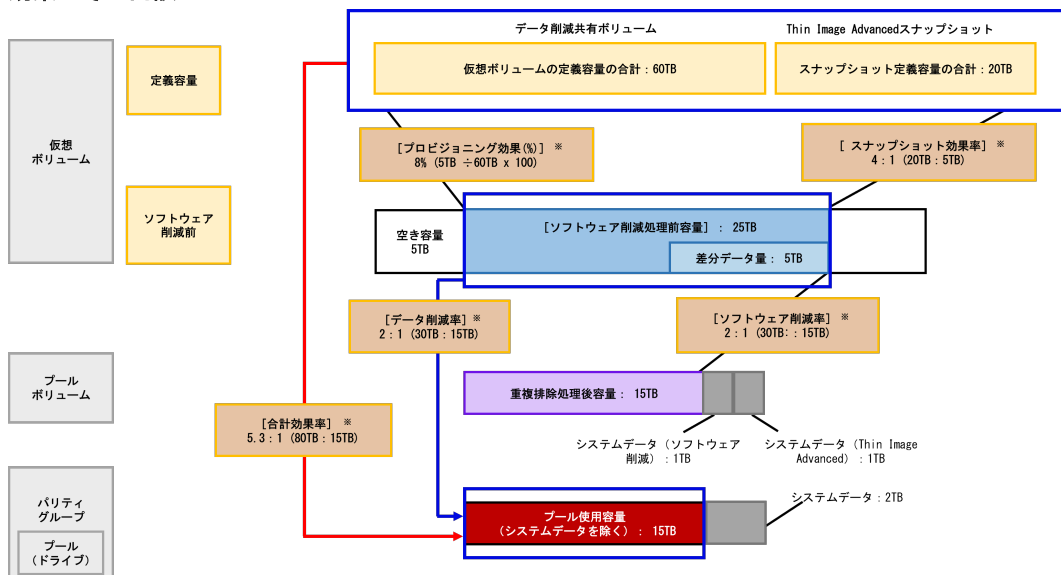 データ削減共有ボリューム
Thin Image Advancedスナップショット
仮想ボリュームの定義容量の合計：60TB
スナップショット定義容量の合計：20TB
仮想
ボリューム
定義容量
ソフトウェア
削減前
[プロビジョニング効果(%)] ※
8% (5TB ÷60TB x 100)
[ スナップショット効果率] ※
4：1 (20TB：5TB)
空き容量
5TB
[ソフトウェア削減処理前容量] ： 25TB
差分データ量： 5TB
[データ削減率] ※
2：1 (30TB：15TB)
[ソフトウェア削減率] ※
2：1 (30TB：：15TB)
プール
ボリューム
重複排除処理後容量： 15TB
[合計効果率] ※
5.3：1 (80TB：15TB)
システムデータ（ソフトウェア
削減）：1TB
システムデータ（Thin Image
Advanced）：1TB
パリティ
グループ
プール
（ドライブ）
プール使用容量
（システムデータを除く）： 15TB
システムデータ：2TB